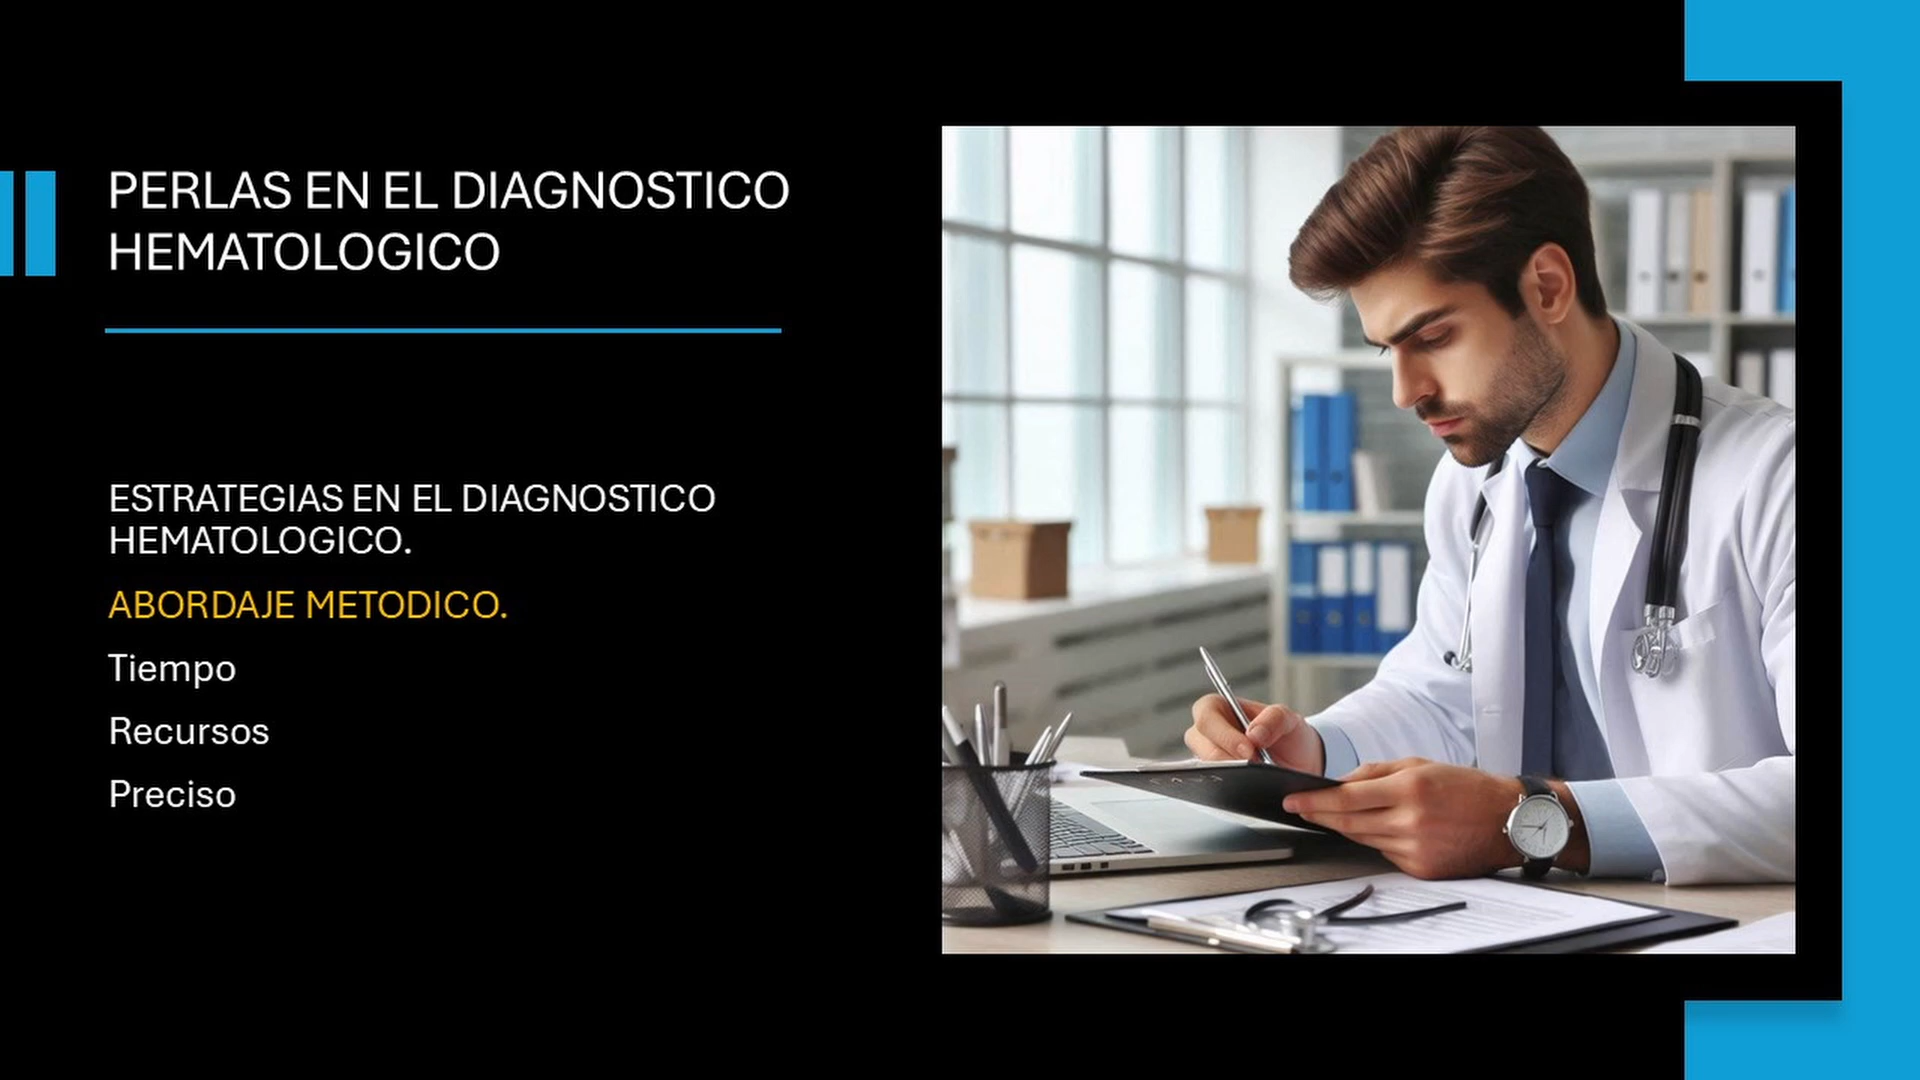 PERLAS EN EL DIAGNOSTICO
HEMATOLOGICO
ESTRATEGIAS EN EL DIAGNOSTICO
HEMATOLOGICO.
ABORDAJE METODICO.
Tiempo
Recursos
Preciso